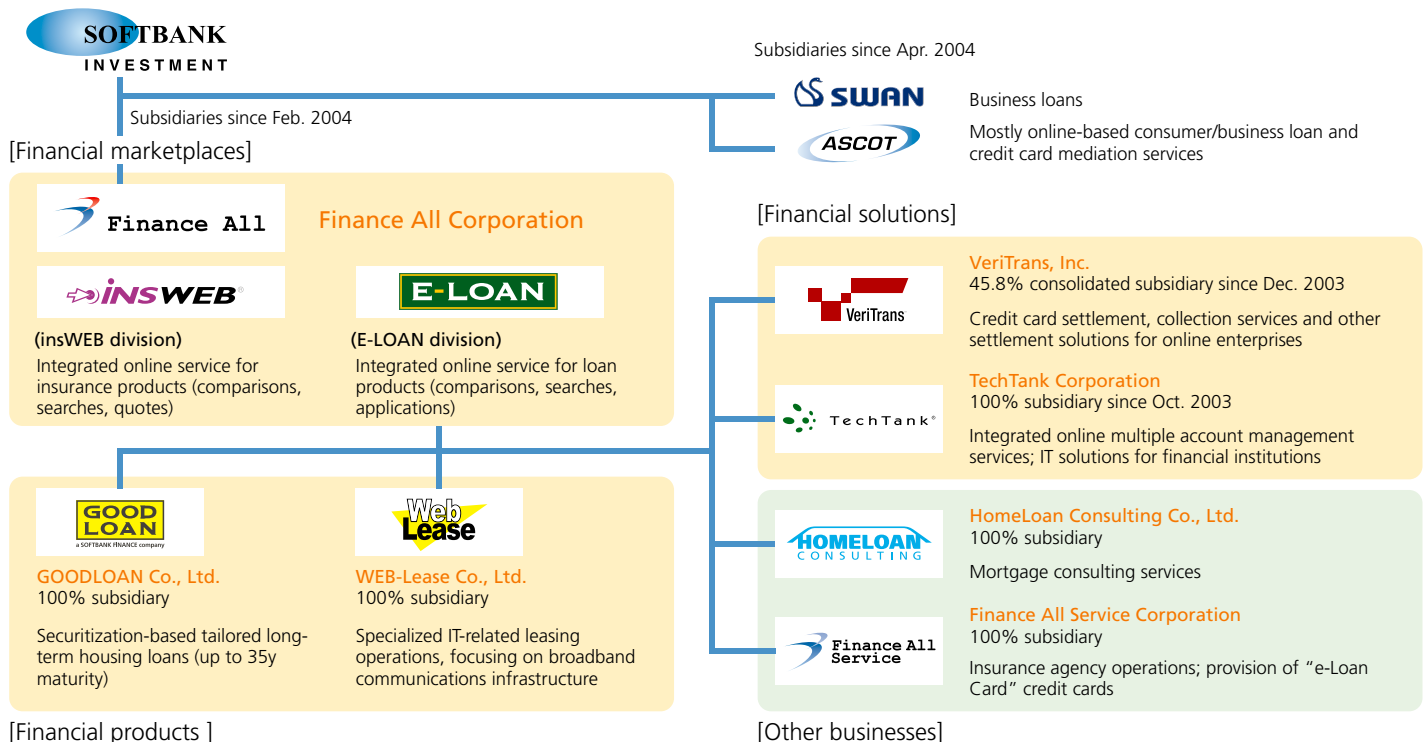 SOFTBANK
INVESTMENT
Subsidiaries since Apr. 2004
SWAN
Business loans
ASCOT
Mostly online-based consumer/business loan and
credit card mediation services
Subsidiaries since Feb. 2004
[Financial marketplaces]
Finance All
Finance All Corporation
insWEB®
(insWEB division)
Integrated online service for
insurance products (comparisons,
searches, quotes)
E-LOAN
(E-LOAN division)
Integrated online service for loan
products (comparisons, searches,
applications)
GOOD
LOAN
a SOFTBANK FINANCE company
GOODLOAN Co., Ltd.
100% subsidiary
Securitization-based tailored long-
term housing loans (up to 35y
maturity)
Web
Lease
WEB-Lease Co., Ltd.
100% subsidiary
Specialized IT-related leasing
operations, focusing on broadband
communications infrastructure
[Financial products ]
[Financial solutions]
VeriTrans
VeriTrans, Inc.
45.8% consolidated subsidiary since Dec. 2003
Credit card settlement, collection services and other
settlement solutions for online enterprises
TechTank®
TechTank Corporation
100% subsidiary since Oct. 2003
Integrated online multiple account management
services; IT solutions for financial institutions
HOMELOAN
CONSULTING
HomeLoan Consulting Co., Ltd.
100% subsidiary
Mortgage consulting services
Finance All
Service
Finance All Service Corporation
100% subsidiary
Insurance agency operations; provision of “e-Loan
Card” credit cards
[Other businesses]